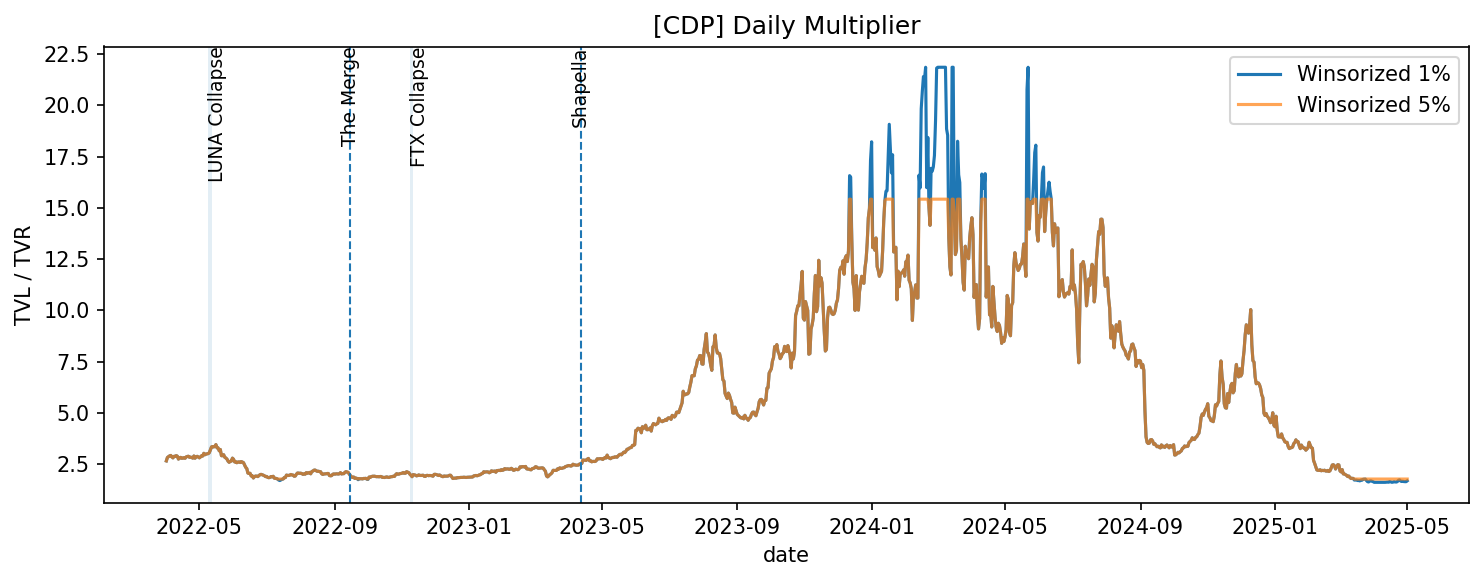 [CDP] Daily Multiplier
22.5
20.0
17.5
15.0
12.5
10.0
7.5
5.0
2.5
TVL / TVR
LUNA Collapse
The Merge
FTX Collapse
Shapella
Winsorized 1%
Winsorized 5%
2022-05
2022-09
2023-01
2023-05
2023-09
2024-01
2024-05
2024-09
2025-01
2025-05
date